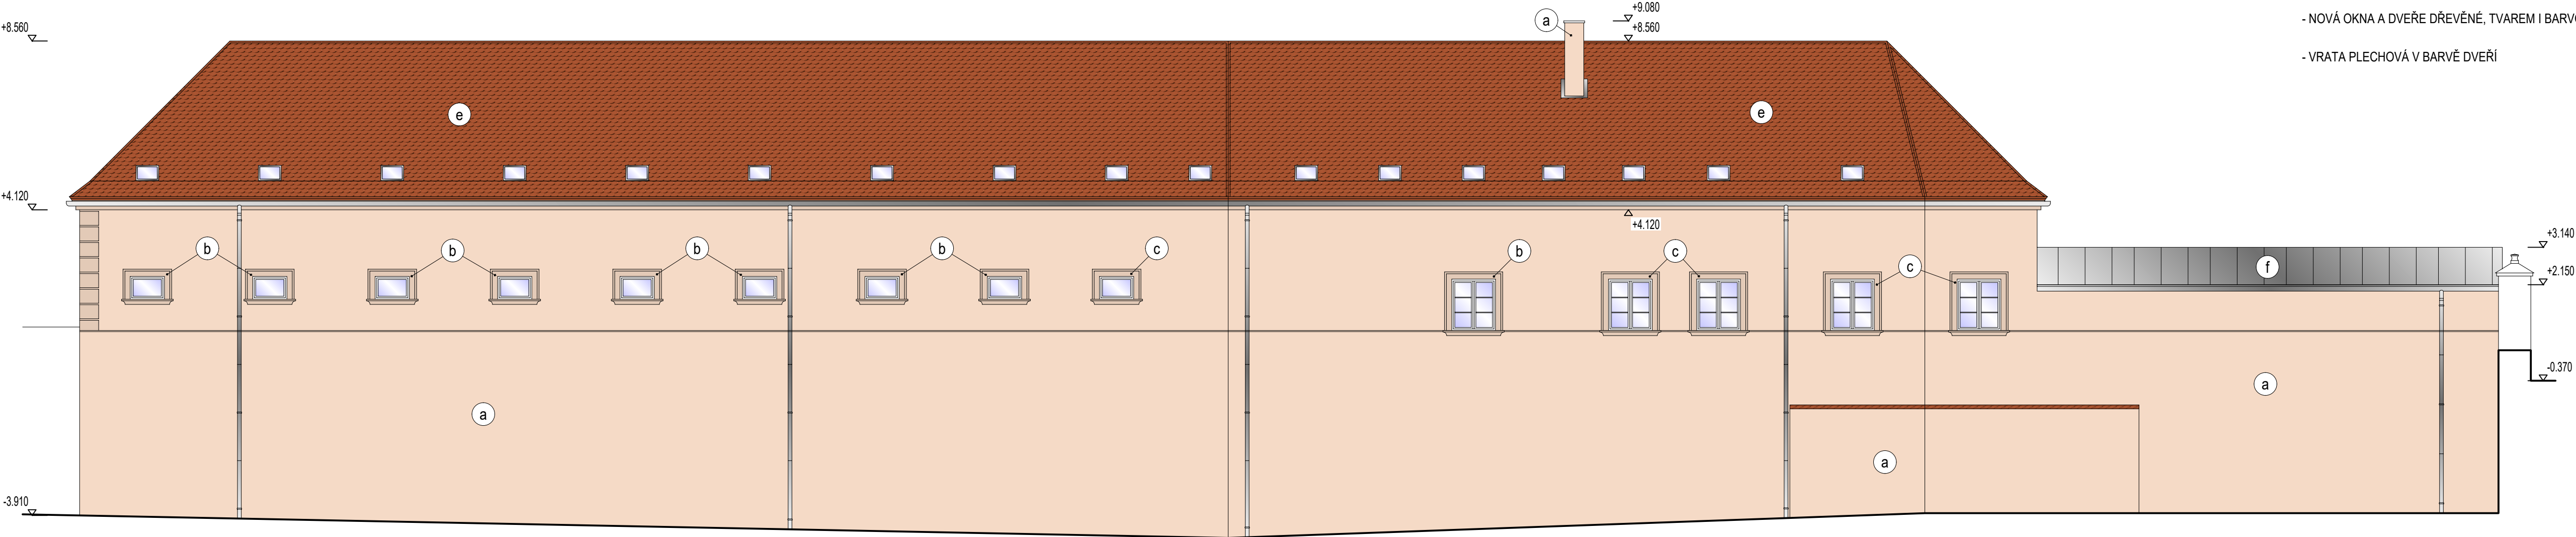 +9.080
a
+8.560
+8.560
- NOVÁ OKNA A DVEŘE DŘEVĚNÉ, TVAREM I
- VRATA PLECHOVÁ V BARVĚ DVEŘÍ
e
e
+4.120
+4.120
b
b
b
b
c
b
c
c
f
+3.140
+2.150
-0.370
a
a
a
-3.910